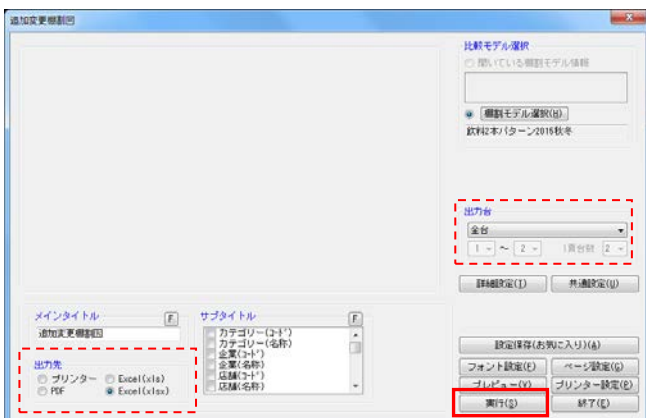 追加変更棚割図
比較モデル選択
開いている棚割モデル情報
棚割モデル選択(H)
飲料2本パターン2015秋冬
出力台
全台
1 ～ 2 1頁台数 2
詳細設定(T) 共通設定(U)
メインタイトル F サブタイトル F
追加変更棚割図
カテゴリー(コード)
カテゴリー(名称)
企業(コード)
企業(名称)
店舗(コード)
店舗(名称)
出力先
プリンター Excel(xls)
PDF Excel(xlsx)
設定保存(お気に入り)(A)
フォント設定(F) ページ設定(G)
プレビュー(V) プリンター設定(P)
実行(S) 終了(E)